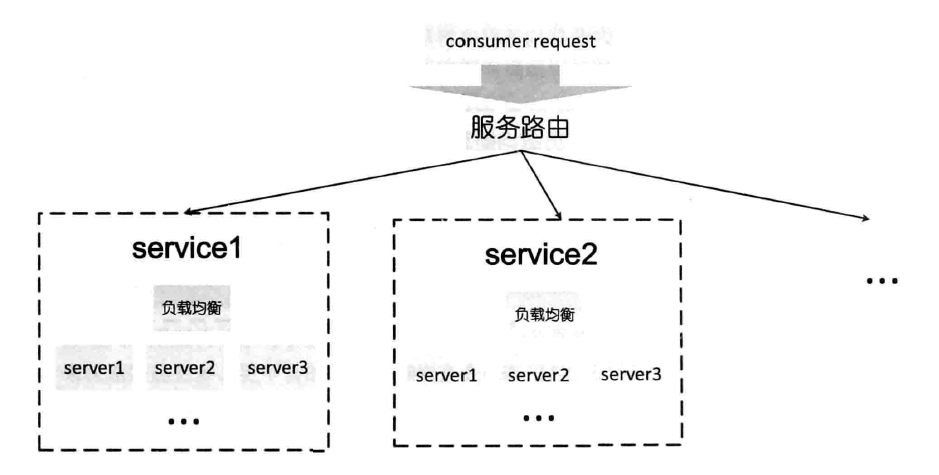 consumer request
服务路由
service1
负载均衡
server1 server2 server3
...
service2
负载均衡
server1 server2 server3
...
...